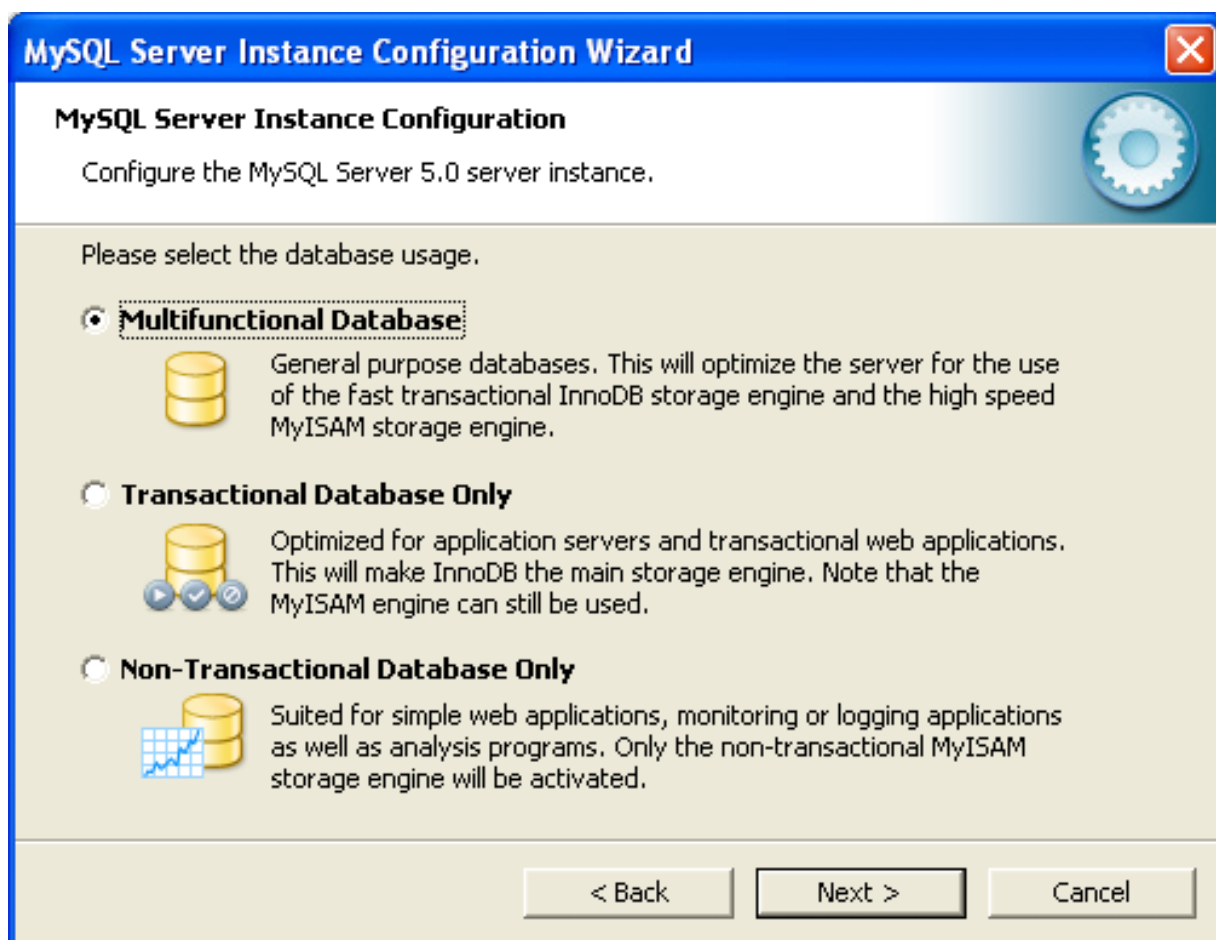 MySQL Server Instance Configuration Wizard
MySQL Server Instance Configuration
Configure the MySQL Server 5.0 server instance.
Please select the database usage.
Multifunctional Database
General purpose databases. This will optimize the server for the use
of the fast transactional InnoDB storage engine and the high speed
MyISAM storage engine.
Transactional Database Only
Optimized for application servers and transactional web applications.
This will make InnoDB the main storage engine. Note that the
MyISAM engine can still be used.
Non-Transactional Database Only
Suited for simple web applications, monitoring or logging applications
as well as analysis programs. Only the non-transactional MyISAM
storage engine will be activated.
< Back Next > Cancel